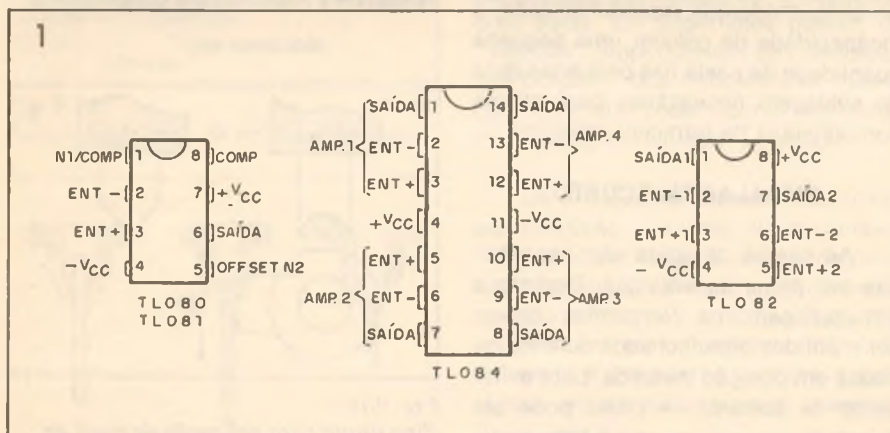 1
N1/COMP 1 8 COMP
ENT - 2 7 +VCC
ENT+ 3 6 SAÍDA
-VCC 4 5 OFFSET N2
TL080
TL081
SAÍDA 1 14 SAÍDA
AMP.1 ENT- 2 13 ENT- AMP.4
ENT+ 3 12 ENT+
+VCC 4 11 -VCC
ENT+ 5 10 ENT+
AMP.2 ENT- 6 9 ENT- AMP.3
SAÍDA 7 8 SAÍDA
TL084
SAÍDA1 1 8 +VCC
ENT-1 2 7 SAÍDA 2
ENT+1 3 6 ENT-2
-VCC 4 5 ENT+2
TL082